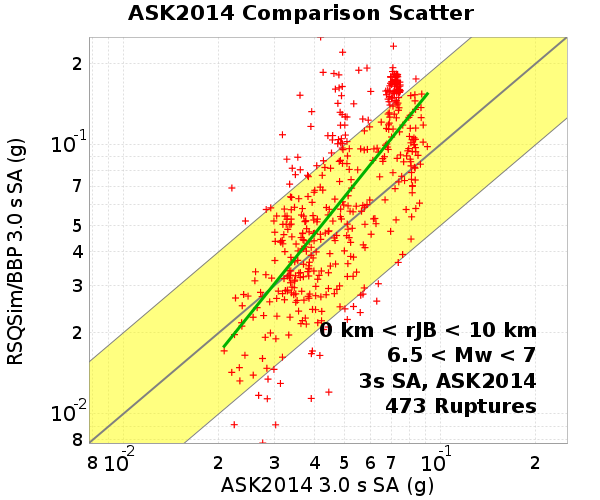 ASK2014 Comparison Scatter
RSQSim/BBP 3.0 s SA (g)
2
10⁻¹
7
5
4
3
2
10⁻²
8
0 km < rJB < 10 km
6.5 < Mw < 7
3s SA, ASK2014
473 Ruptures
8 10⁻² 2 3 4 5 6 7 10⁻¹ 2
ASK2014 3.0 s SA (g)